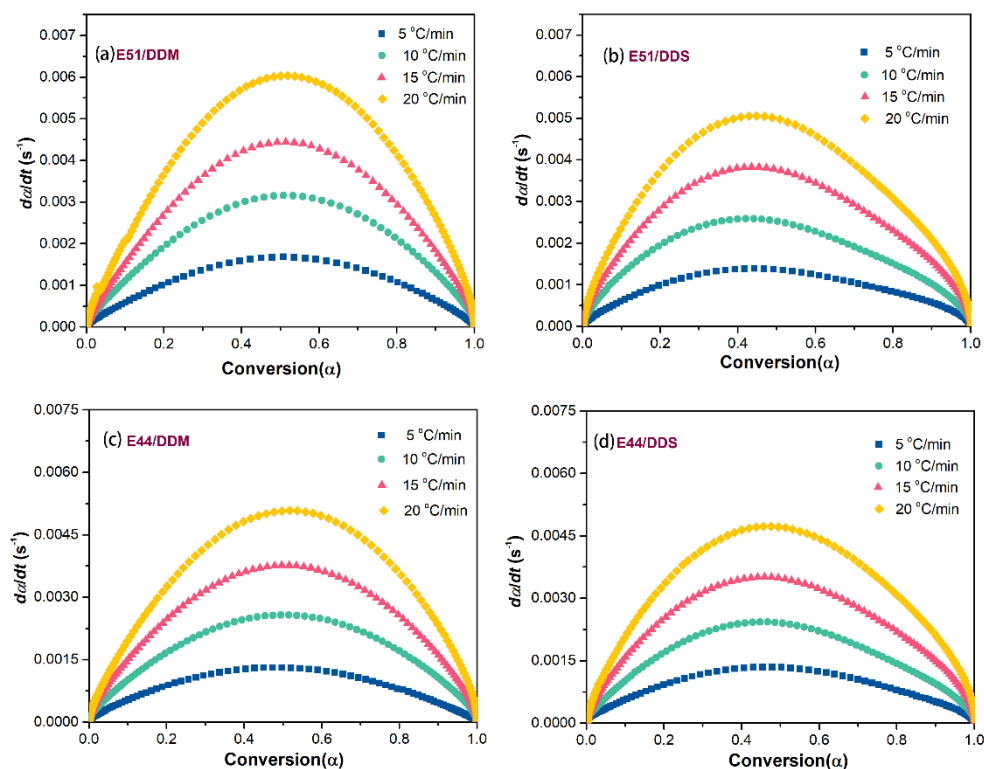 (a) E51/DDM
5 °C/min
10 °C/min
15 °C/min
20 °C/min
dα/dt (s⁻¹)
0.007
0.006
0.005
0.004
0.003
0.002
0.001
0.000
0.0 0.2 0.4 0.6 0.8 1.0
Conversion(α)
(b) E51/DDS
5 °C/min
10 °C/min
15 °C/min
20 °C/min
dα/dt (s⁻¹)
0.007
0.006
0.005
0.004
0.003
0.002
0.001
0.000
0.0 0.2 0.4 0.6 0.8 1.0
Conversion(α)
(c) E44/DDM
5 °C/min
10 °C/min
15 °C/min
20 °C/min
dα/dt (s⁻¹)
0.0075
0.0060
0.0045
0.0030
0.0015
0.0000
0.0 0.2 0.4 0.6 0.8 1.0
Conversion(α)
(d) E44/DDS
5 °C/min
10 °C/min
15 °C/min
20 °C/min
dα/dt (s⁻¹)
0.0075
0.0060
0.0045
0.0030
0.0015
0.0000
0.0 0.2 0.4 0.6 0.8 1.0
Conversion(α)